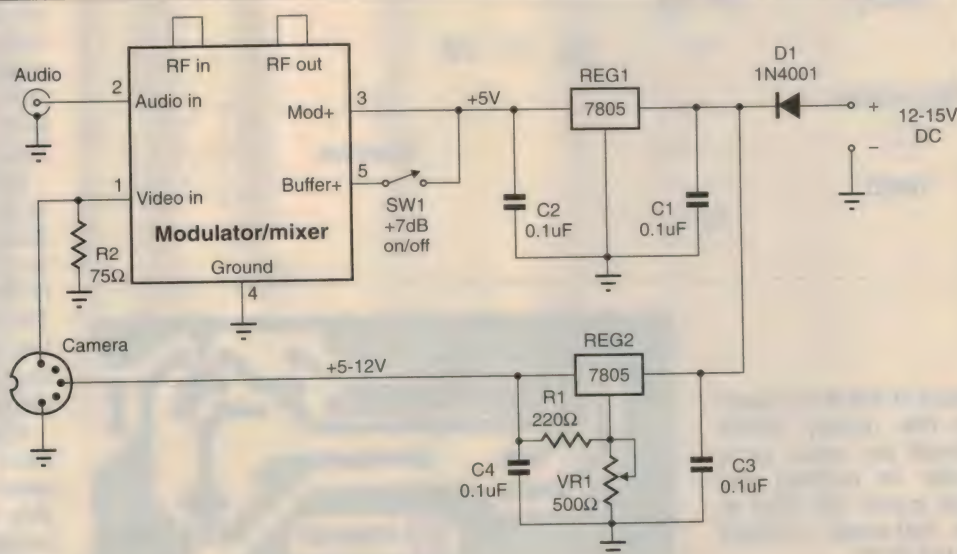 RF in
RF out
Audio
2
Audio in
Mod+
3
1
Video in
Buffer+
5
Modulator/mixer
Ground
4
R2
75Ω
SW1
+7dB
on/off
+5V
REG1
7805
C2
0.1uF
C1
0.1uF
D1
1N4001
+
12-15V
DC
–
Camera
+5-12V
REG2
7805
R1
220Ω
C4
0.1uF
VR1
500Ω
C3
0.1uF